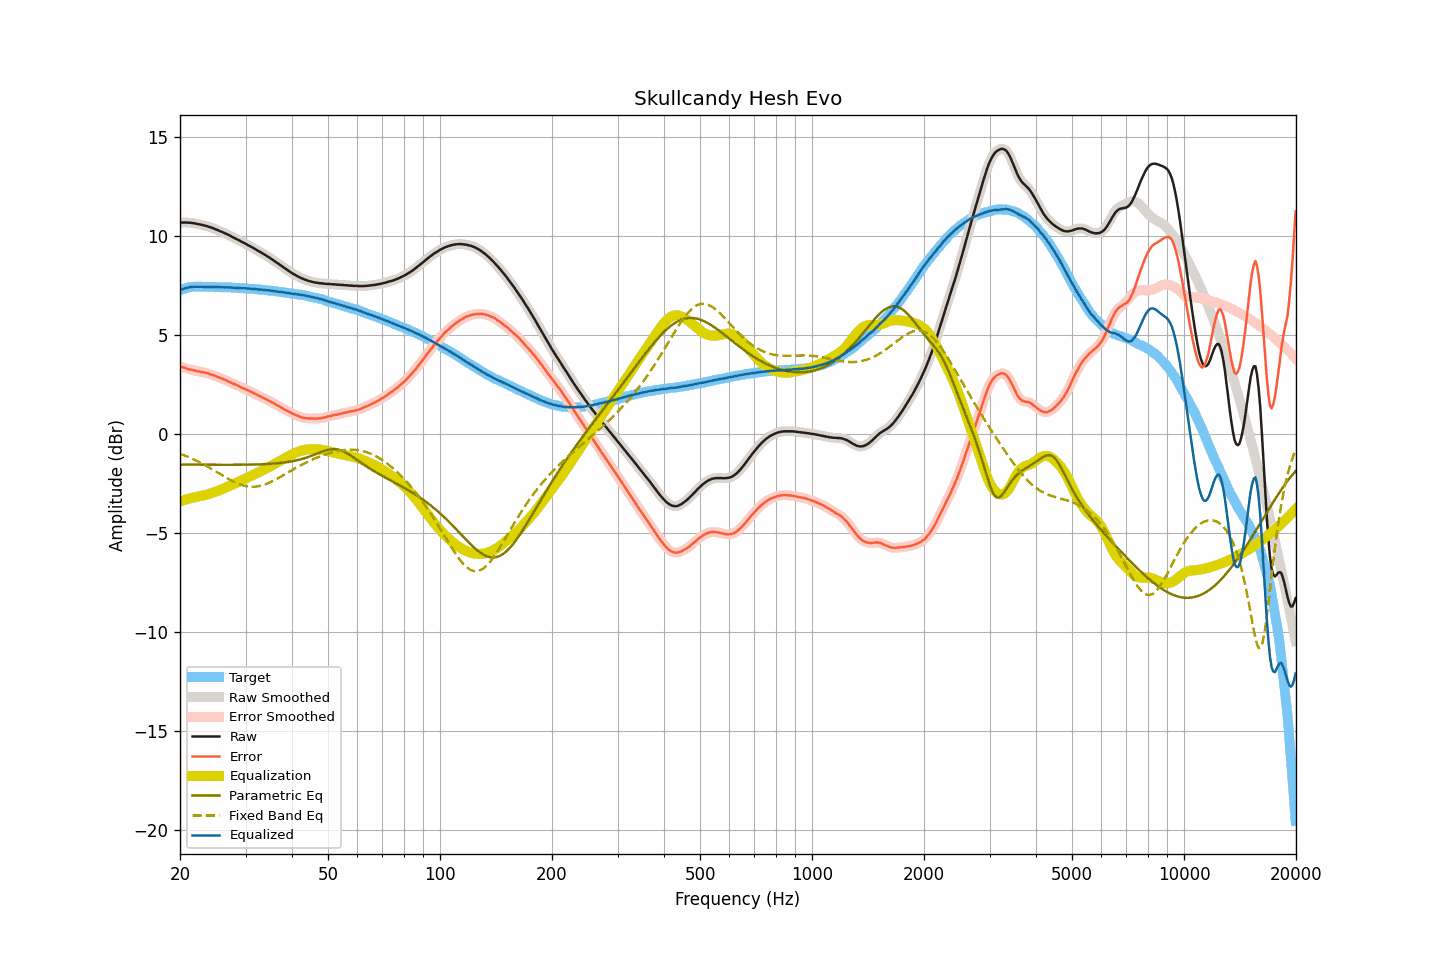 Skullcandy Hesh Evo
15
10
5
0
−5
−10
−15
−20
Amplitude (dBr)
Target
Raw Smoothed
Error Smoothed
Raw
Error
Equalization
Parametric Eq
Fixed Band Eq
Equalized
20 50 100 200 500 1000 2000 5000 10000 20000
Frequency (Hz)